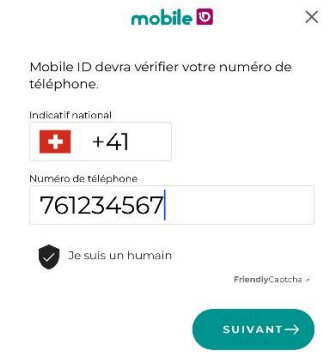 mobile ID
Mobile ID devra vérifier votre numéro de
téléphone.
Indicatif national
+41
Numéro de téléphone
761234567
Je suis un humain
FriendlyCaptcha ↗
SUIVANT→